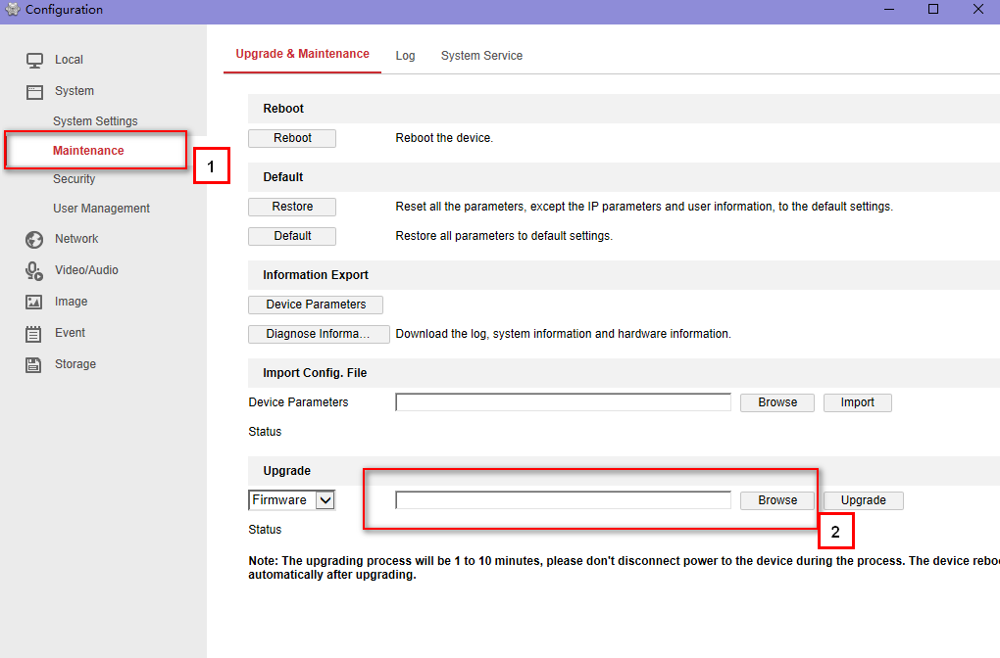 Configuration
Local
System
System Settings
Maintenance
1
Security
User Management
Network
Video/Audio
Image
Event
Storage
Upgrade & Maintenance Log System Service
Reboot
Reboot Reboot the device.
Default
Restore Reset all the parameters, except the IP parameters and user information, to the default settings.
Default Restore all parameters to default settings.
Information Export
Device Parameters
Diagnose Informa... Download the log, system information and hardware information.
Import Config. File
Device Parameters Browse Import
Status
Upgrade
Firmware Browse Upgrade
Status
2
Note: The upgrading process will be 1 to 10 minutes, please don't disconnect power to the device during the process. The device reboo
automatically after upgrading.